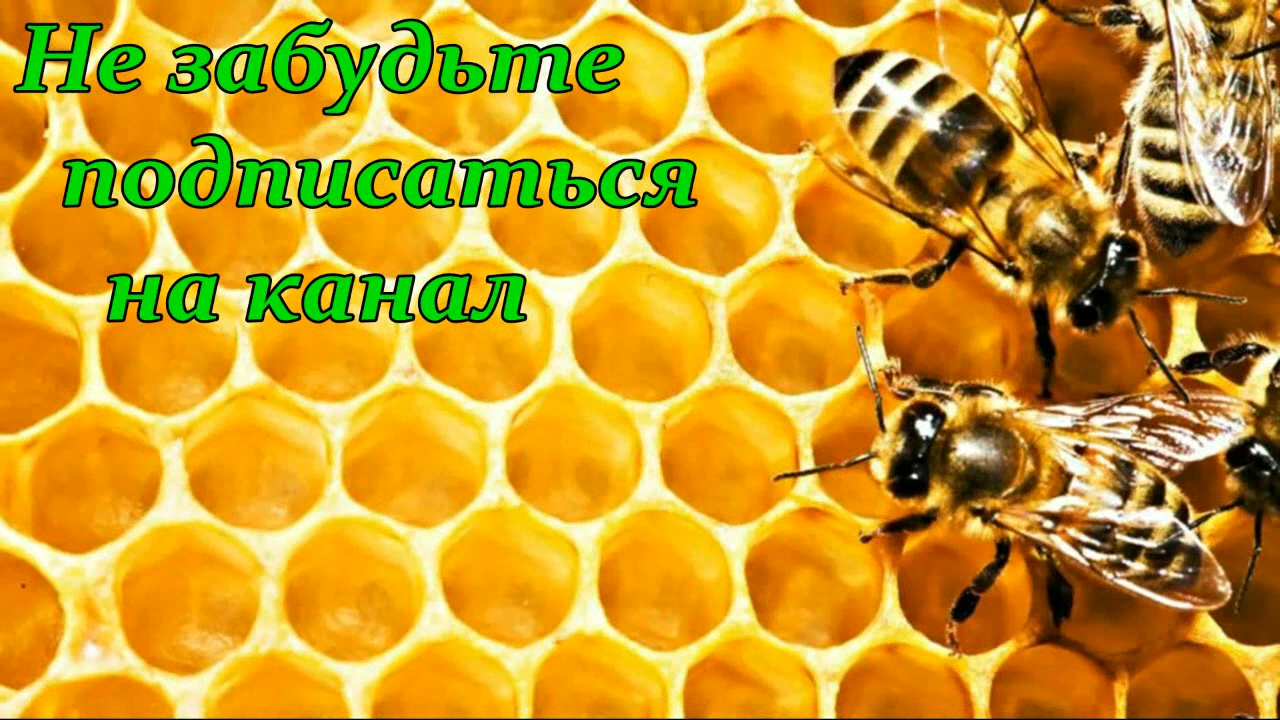 Не забудьте
подписаться
на канал